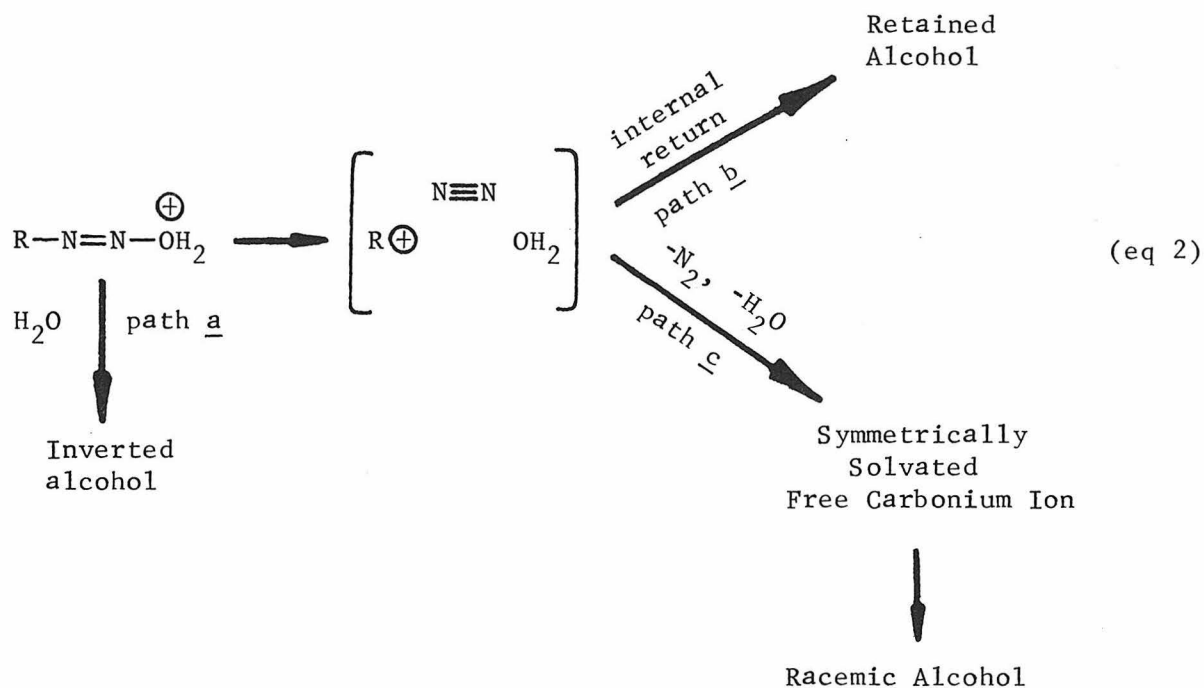 Retained
Alcohol
internal
return
path b
N≡N
R⊕ OH₂
R—N=N—OH₂
⊕
(eq 2)
-N₂, -H₂O
path c
H₂O path a
Inverted
alcohol
Symmetrically
Solvated
Free Carbonium Ion
Racemic Alcohol